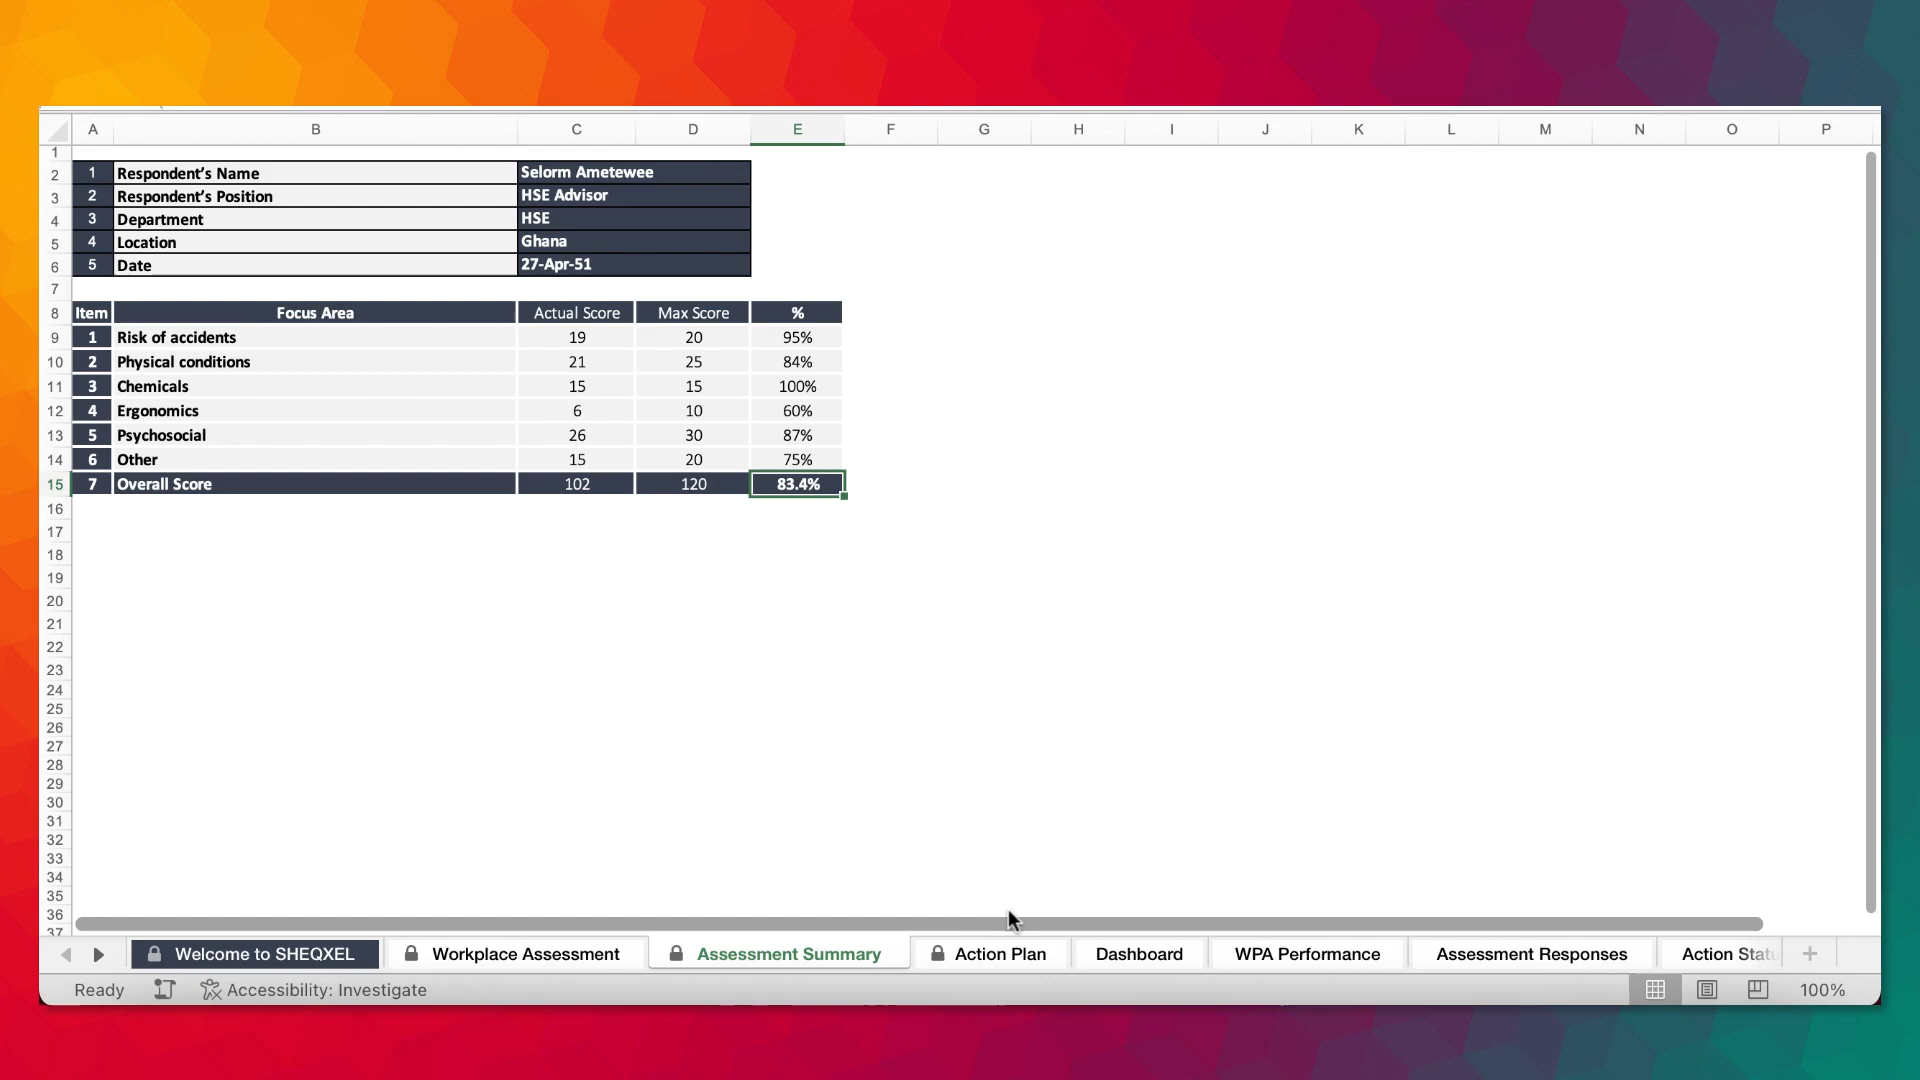 A B C D E F G H I J K L M N O P
1
2 1 Respondent’s Name Selorm Ametewee
3 2 Respondent’s Position HSE Advisor
4 3 Department HSE
5 4 Location Ghana
6 5 Date 27-Apr-51
7
8 Item Focus Area Actual Score Max Score %
9 1 Risk of accidents 19 20 95%
10 2 Physical conditions 21 25 84%
11 3 Chemicals 15 15 100%
12 4 Ergonomics 6 10 60%
13 5 Psychosocial 26 30 87%
14 6 Other 15 20 75%
15 7 Overall Score 102 120 83.4%
16
17
18
19
20
21
22
23
24
25
26
27
28
29
30
31
32
33
34
35
36
37
Welcome to SHEQXEL Workplace Assessment Assessment Summary Action Plan Dashboard WPA Performance Assessment Responses Action Statu
Ready Accessibility: Investigate 100%